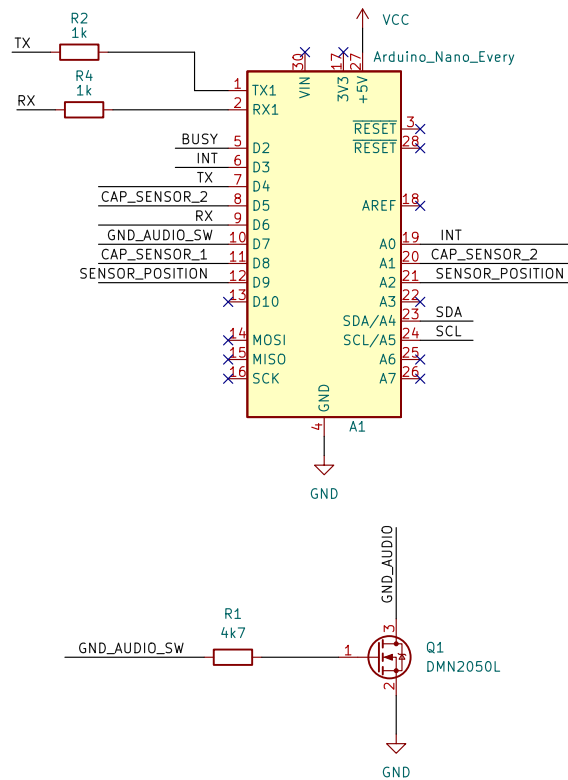 R2
1k
TX
VCC
R4
1k
RX
Arduino_Nano_Every
30
17
27
VIN
3V3
+5V
1
TX1
2
RX1
3
RESET
28
RESET
BUSY
5
D2
INT
6
D3
TX
7
D4
CAP_SENSOR_2
8
D5
18
AREF
RX
9
D6
GND_AUDIO_SW
10
D7
A0
19
INT
CAP_SENSOR_1
11
D8
A1
20
CAP_SENSOR_2
SENSOR_POSITION
12
D9
A2
21
SENSOR_POSITION
13
D10
A3
22
SDA/A4
23
SDA
14
MOSI
SCL/A5
24
SCL
15
MISO
A6
25
16
SCK
A7
26
GND
4
A1
GND
GND_AUDIO
R1
4k7
GND_AUDIO_SW
1
3
2
Q1
DMN2050L
GND